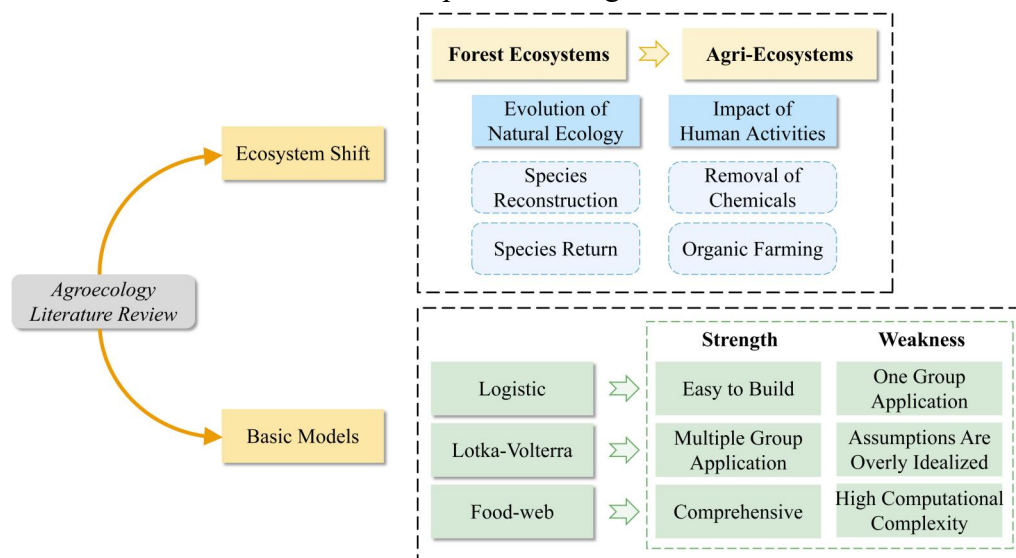 Forest Ecosystems
Agri-Ecosystems
Evolution of
Natural Ecology
Impact of
Human Activities
Species
Reconstruction
Removal of
Chemicals
Species Return
Organic Farming
Ecosystem Shift
Agroecology
Literature Review
Basic Models
Strength
Weakness
Logistic
Easy to Build
One Group
Application
Lotka-Volterra
Multiple Group
Application
Assumptions Are
Overly Idealized
Food-web
Comprehensive
High Computational
Complexity